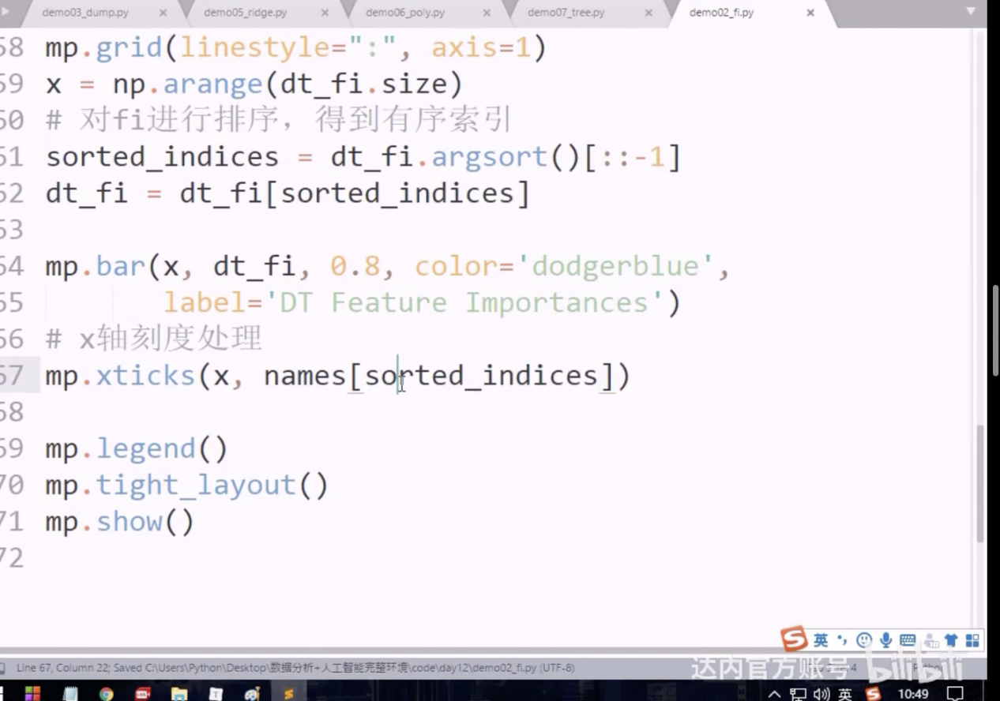 demo03_dump.py × demo05_ridge.py × demo06_poly.py × demo07_tree.py × demo02_fi.py ×
58 mp.grid(linestyle=":", axis=1)
59 x = np.arange(dt_fi.size)
60 # 对fi进行排序，得到有序索引
61 sorted_indices = dt_fi.argsort()[::-1]
62 dt_fi = dt_fi[sorted_indices]
63
64 mp.bar(x, dt_fi, 0.8, color='dodgerblue',
65 label='DT Feature Importances')
66 # x轴刻度处理
67 mp.xticks(x, names[sorted_indices])
68
69 mp.legend()
70 mp.tight_layout()
71 mp.show()
72
英
Line 67, Column 22; Saved C:\Users\Python\Desktop\数据分析+人工智能完整环境\code\day12\demo02_fi.py (UTF-8)
达内官方账号 bilibili
英 10:49